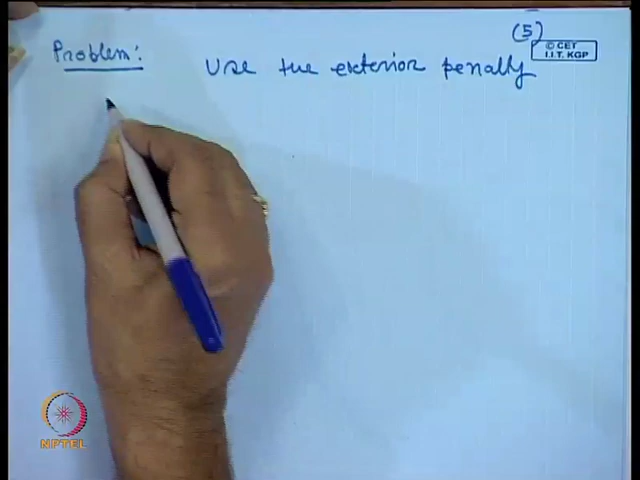 (5)
© CET
I.I.T. KGP
Problem: Use the exterior penalty
NPTEL